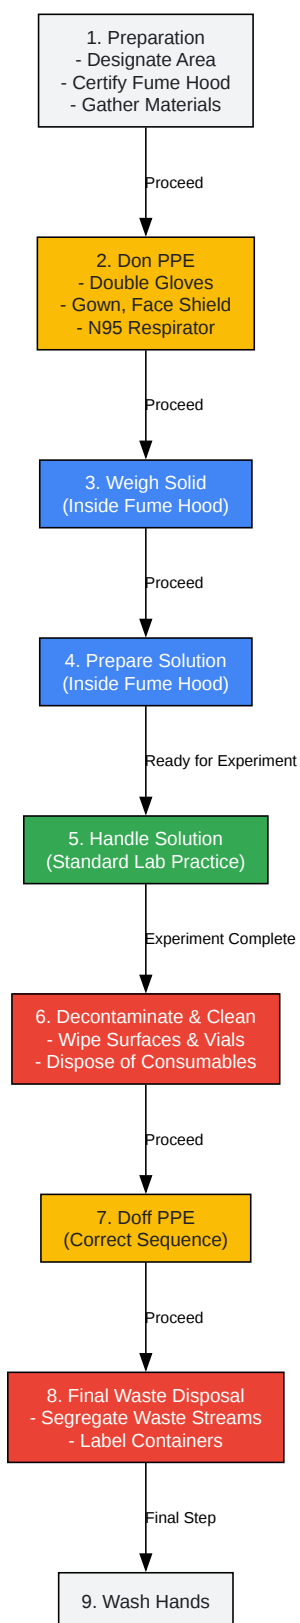 1. Preparation
- Designate Area
- Certify Fume Hood
- Gather Materials
Proceed
2. Don PPE
- Double Gloves
- Gown, Face Shield
- N95 Respirator
Proceed
3. Weigh Solid
(Inside Fume Hood)
Proceed
4. Prepare Solution
(Inside Fume Hood)
Ready for Experiment
5. Handle Solution
(Standard Lab Practice)
Experiment Complete
6. Decontaminate & Clean
- Wipe Surfaces & Vials
- Dispose of Consumables
Proceed
7. Doff PPE
(Correct Sequence)
Proceed
8. Final Waste Disposal
- Segregate Waste Streams
- Label Containers
Final Step
9. Wash Hands